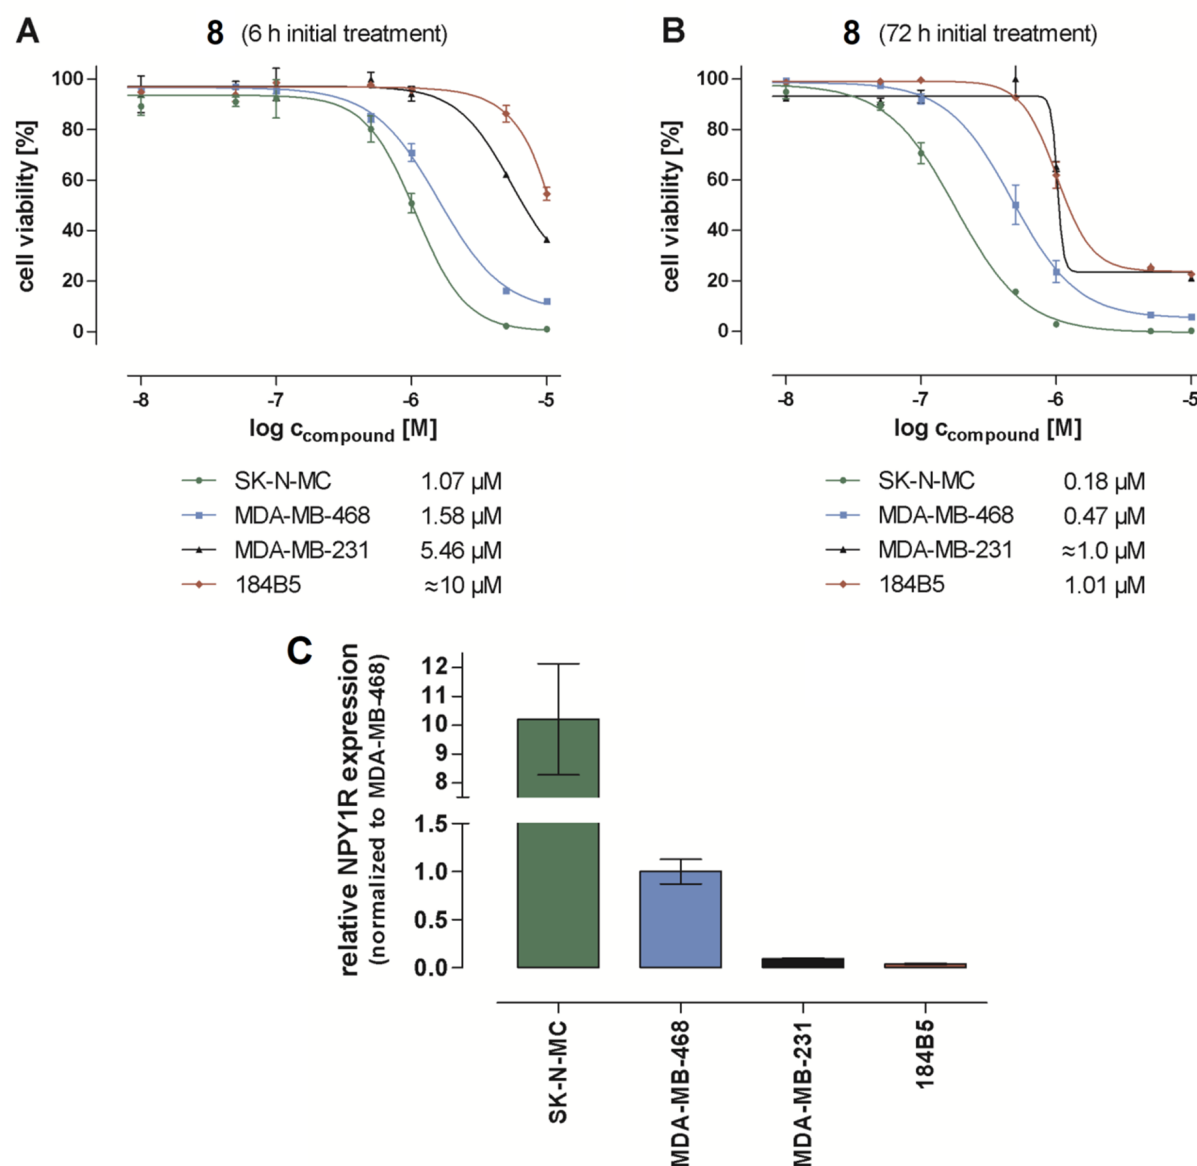 A
8 (6 h initial treatment)
cell viability [%]
100
80
60
40
20
0
-8
-7
-6
-5
log ccompound [M]
SK-N-MC 1.07 µM
MDA-MB-468 1.58 µM
MDA-MB-231 5.46 µM
184B5 ≈10 µM
B
8 (72 h initial treatment)
cell viability [%]
100
80
60
40
20
0
-8
-7
-6
-5
log ccompound [M]
SK-N-MC 0.18 µM
MDA-MB-468 0.47 µM
MDA-MB-231 ≈1.0 µM
184B5 1.01 µM
C
relative NPY1R expression
(normalized to MDA-MB-468)
12
11
10
9
8
1.5
1.0
0.5
0.0
SK-N-MC
MDA-MB-468
MDA-MB-231
184B5